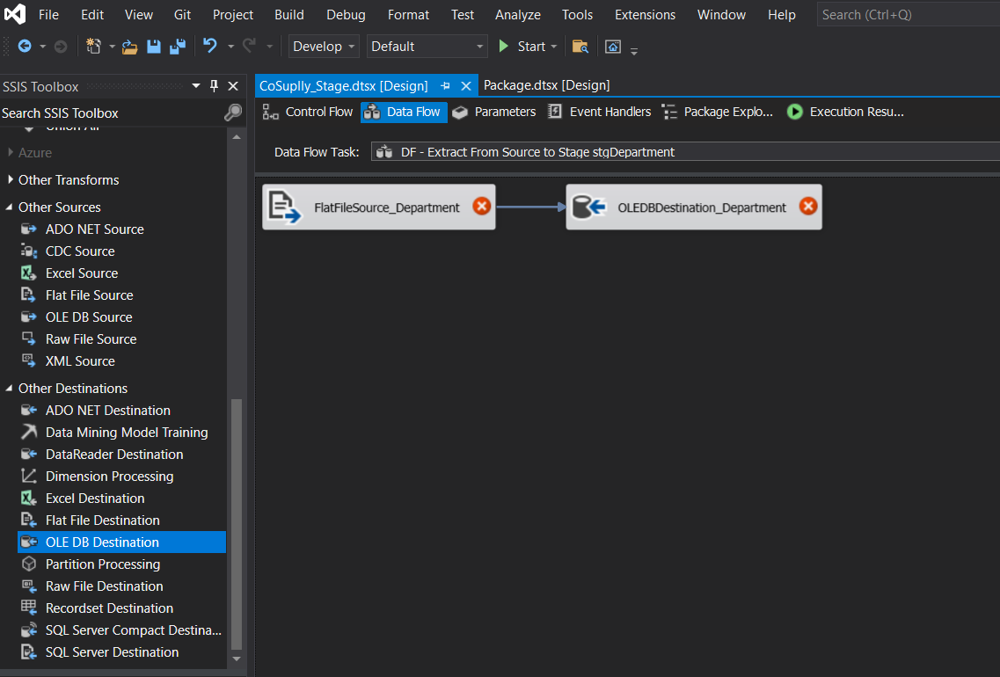 File Edit View Git Project Build Debug Format Test Analyze Tools Extensions Window Help Search (Ctrl+Q)
Develop Default Start
SSIS Toolbox
Search SSIS Toolbox
Union All
Azure
Other Transforms
Other Sources
ADO NET Source
CDC Source
Excel Source
Flat File Source
OLE DB Source
Raw File Source
XML Source
Other Destinations
ADO NET Destination
Data Mining Model Training
DataReader Destination
Dimension Processing
Excel Destination
Flat File Destination
OLE DB Destination
Partition Processing
Raw File Destination
Recordset Destination
SQL Server Compact Destina...
SQL Server Destination
CoSuplly_Stage.dtsx [Design] Package.dtsx [Design]
Control Flow Data Flow Parameters Event Handlers Package Explo... Execution Resu...
Data Flow Task: DF - Extract From Source to Stage stgDepartment
FlatFileSource_Department OLEDBDestination_Department